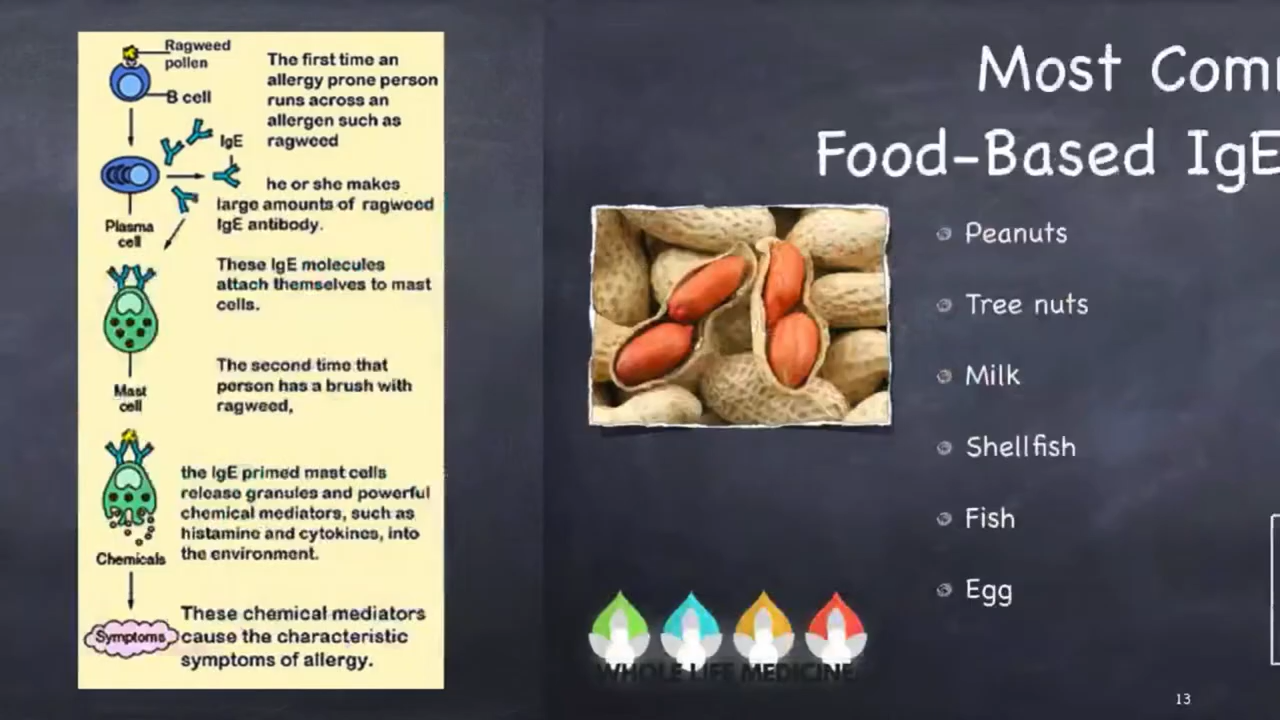 Ragweed
pollen
B cell
The first time an
allergy prone person
runs across an
allergen such as
ragweed
IgE
he or she makes
large amounts of ragweed
IgE antibody.
Plasma
cell
These IgE molecules
attach themselves to mast
cells.
Mast
cell
The second time that
person has a brush with
ragweed,
the IgE primed mast cells
release granules and powerful
chemical mediators, such as
histamine and cytokines, into
the environment.
Chemicals
These chemical mediators
cause the characteristic
symptoms of allergy.
Symptoms
Most Com
Food-Based IgE
Peanuts
Tree nuts
Milk
Shellfish
Fish
Egg
WHOLE LIFE MEDICINE
13